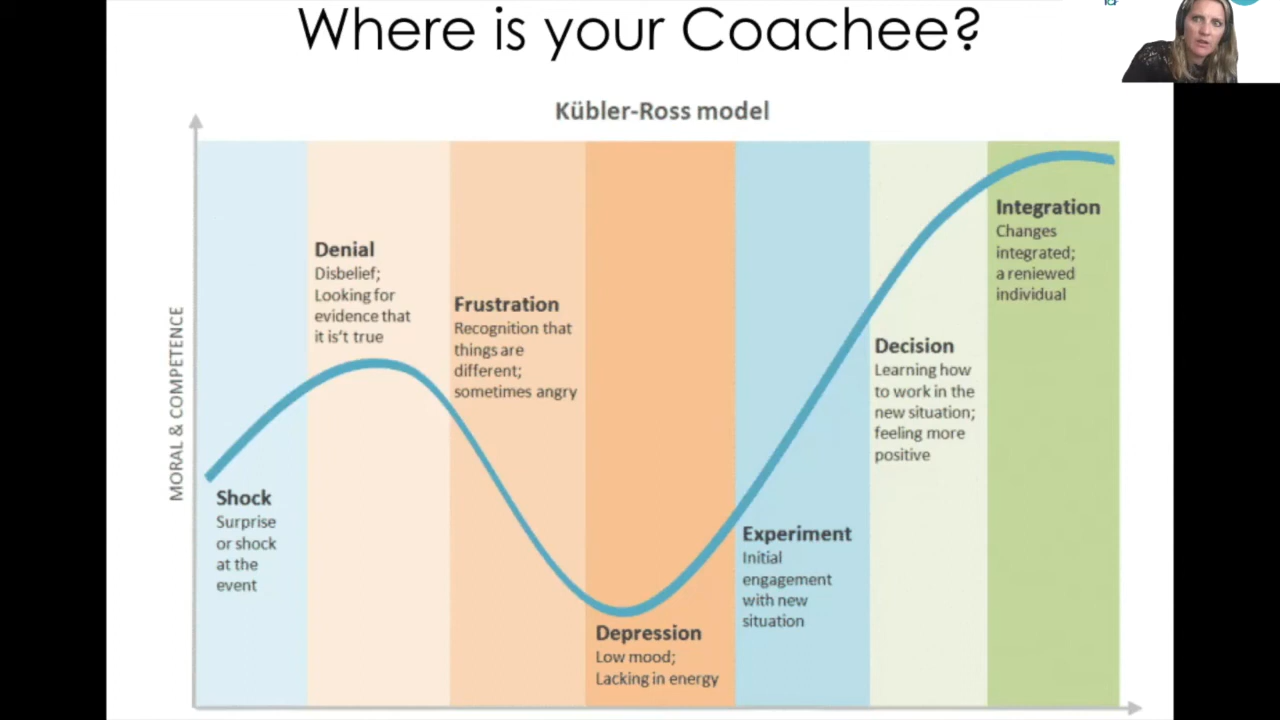 Where is your Coachee?
Kübler-Ross model
MORAL & COMPETENCE
Shock
Surprise
or shock
at the
event
Denial
Disbelief;
Looking for
evidence that
it is't true
Frustration
Recognition that
things are
different;
sometimes angry
Depression
Low mood;
Lacking in energy
Experiment
Initial
engagement
with new
situation
Decision
Learning how
to work in the
new situation;
feeling more
positive
Integration
Changes
integrated;
a reniewed
individual